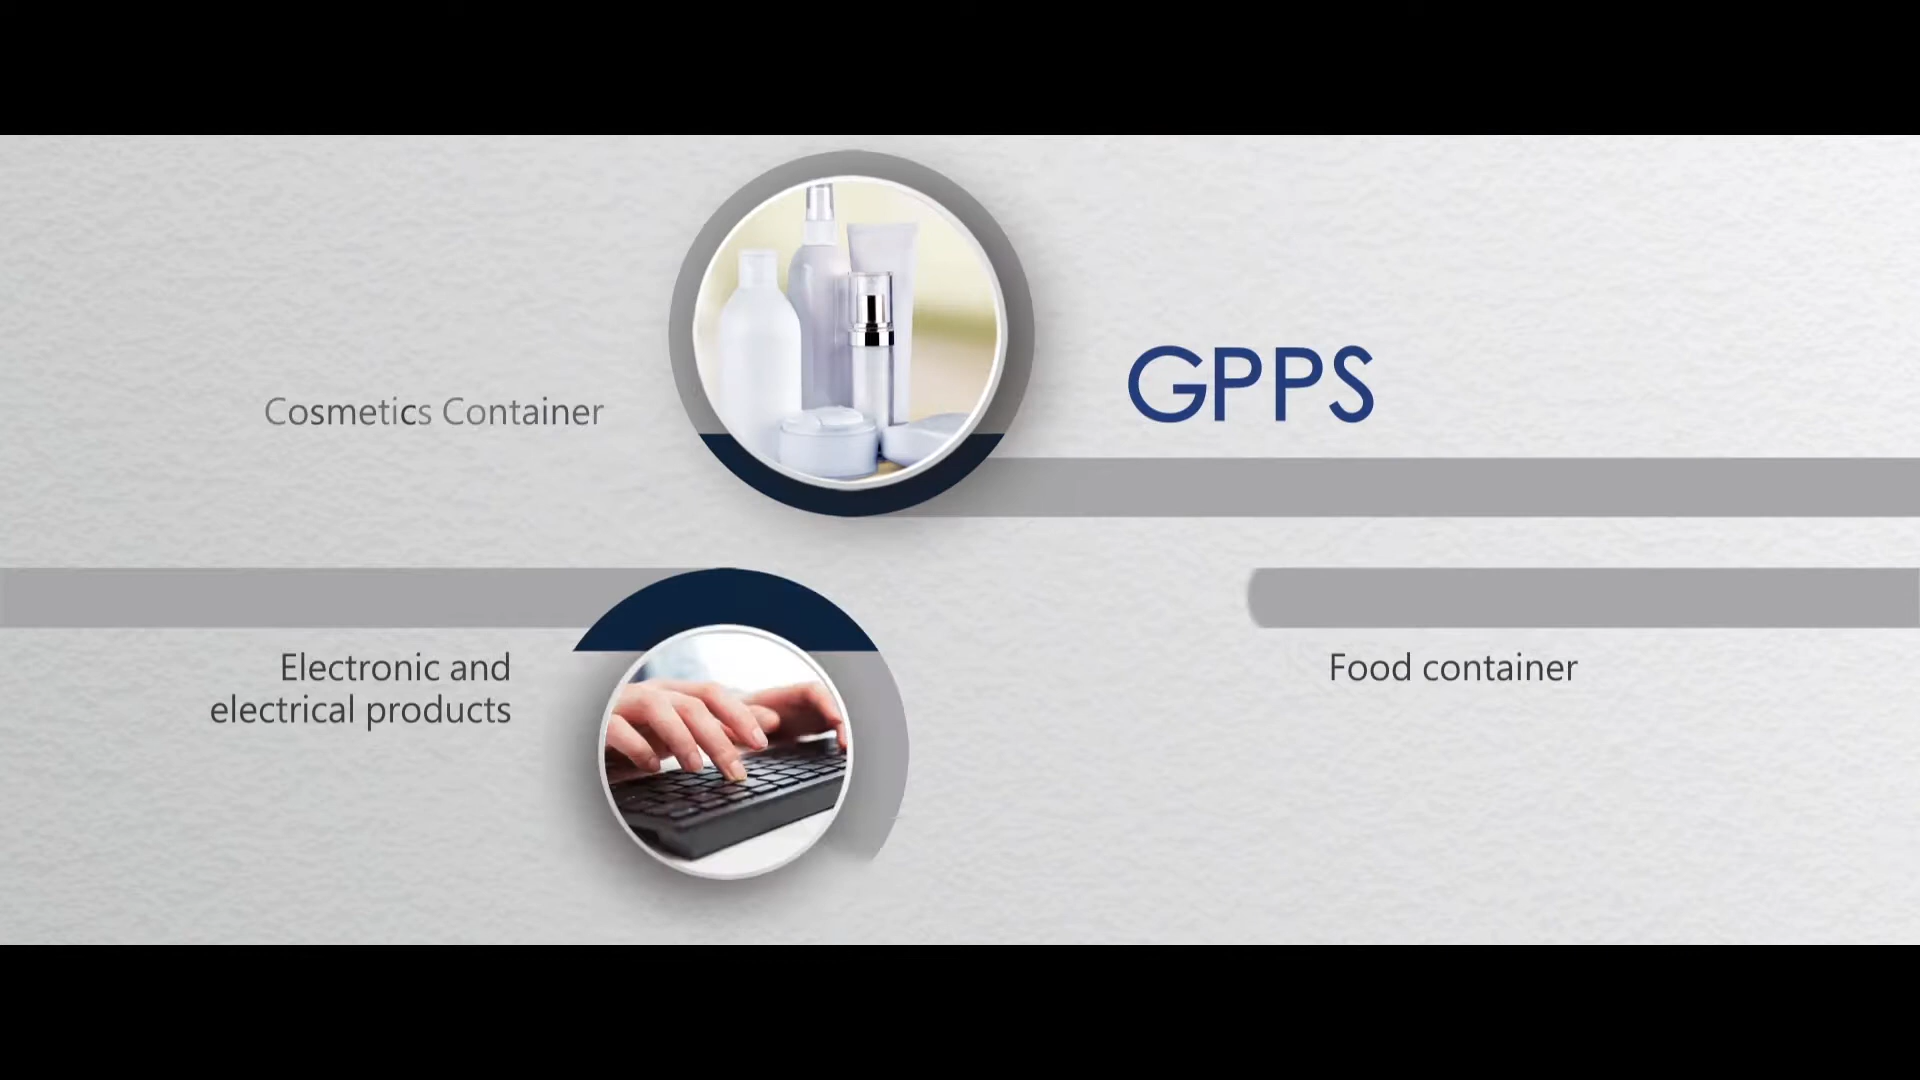 Cosmetics Container
GPPS
Electronic and
electrical products
Food container